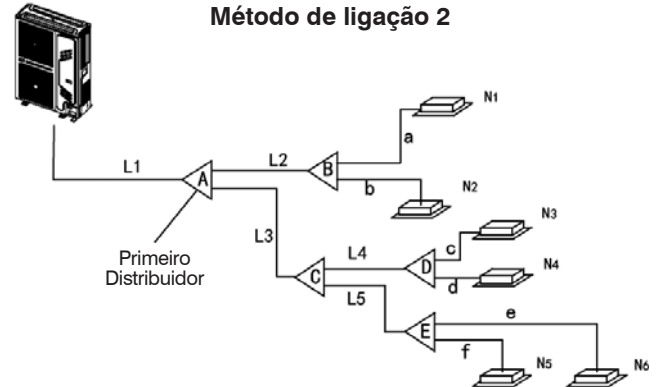 Método de ligação 2
N1
a
L1
L2
B
A
b
N2
Primeiro
Distribuidor
L3
N3
L4
c
D
N4
C
d
L5
e
E
f
N5
N6